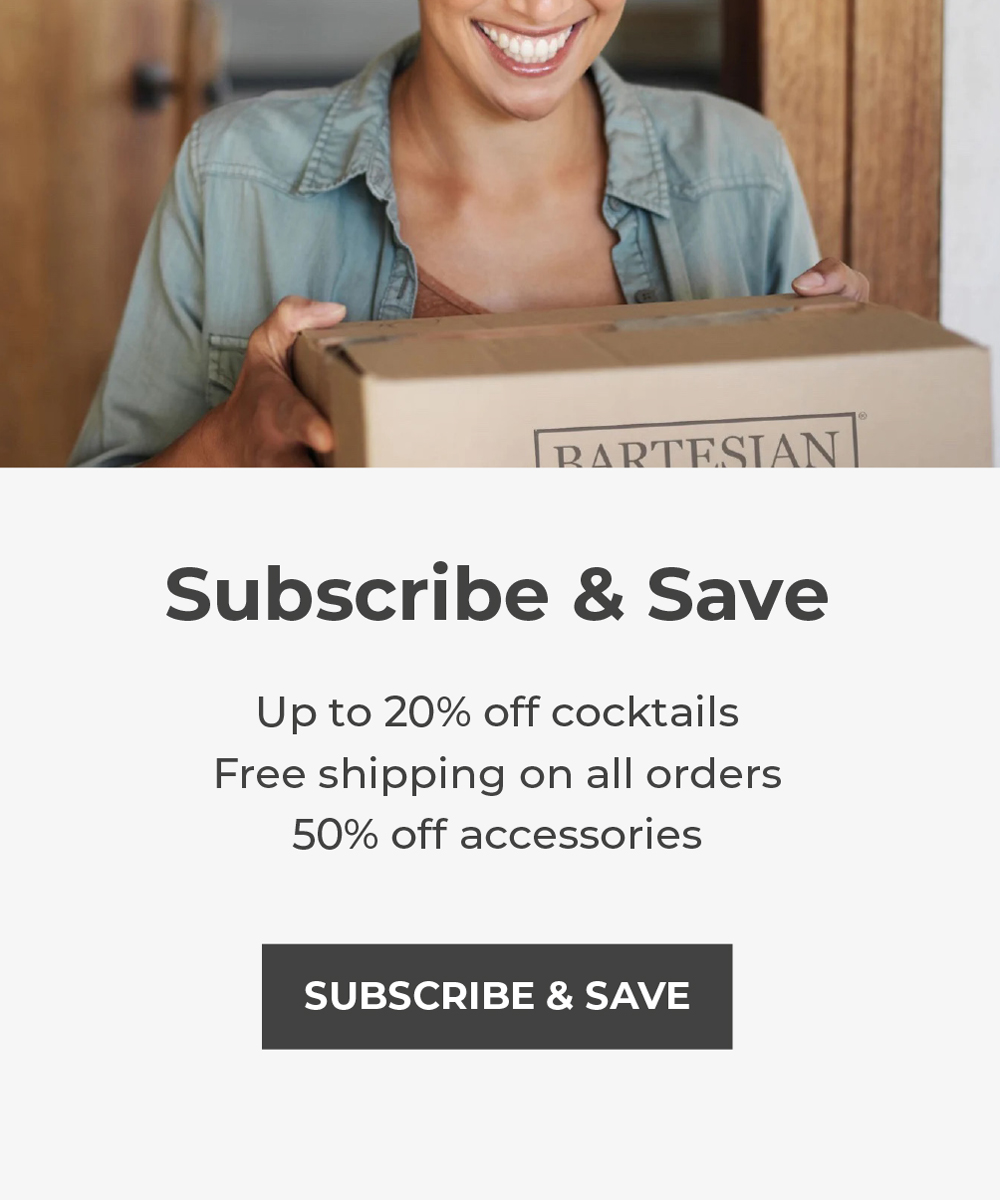 BARTESIAN®
Subscribe & Save
Up to 20% off cocktails
Free shipping on all orders
50% off accessories
SUBSCRIBE & SAVE